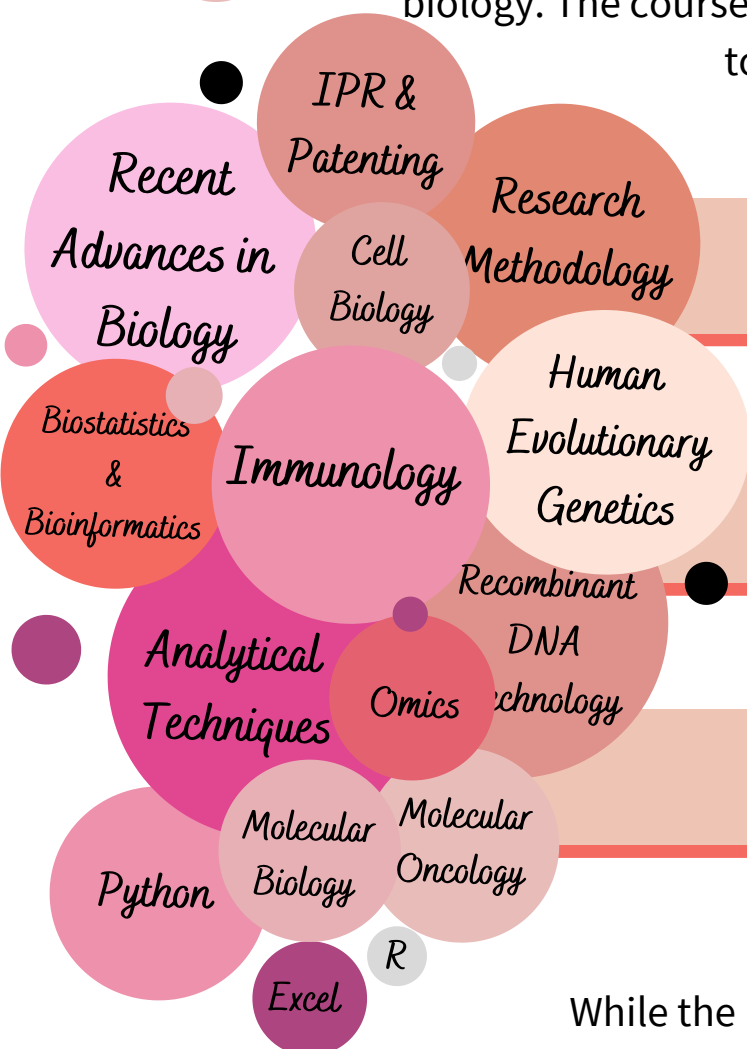 biology. The course
to
IPR &
Patenting
Recent
Advances in
Biology
Research
Methodology
Cell
Biology
Human
Evolutionary
Genetics
Biostatistics
&
Bioinformatics
Immunology
Recombinant
DNA
echnology
Analytical
Techniques
Omics
Molecular
Biology
Molecular
Oncology
Python
R
Excel
While the